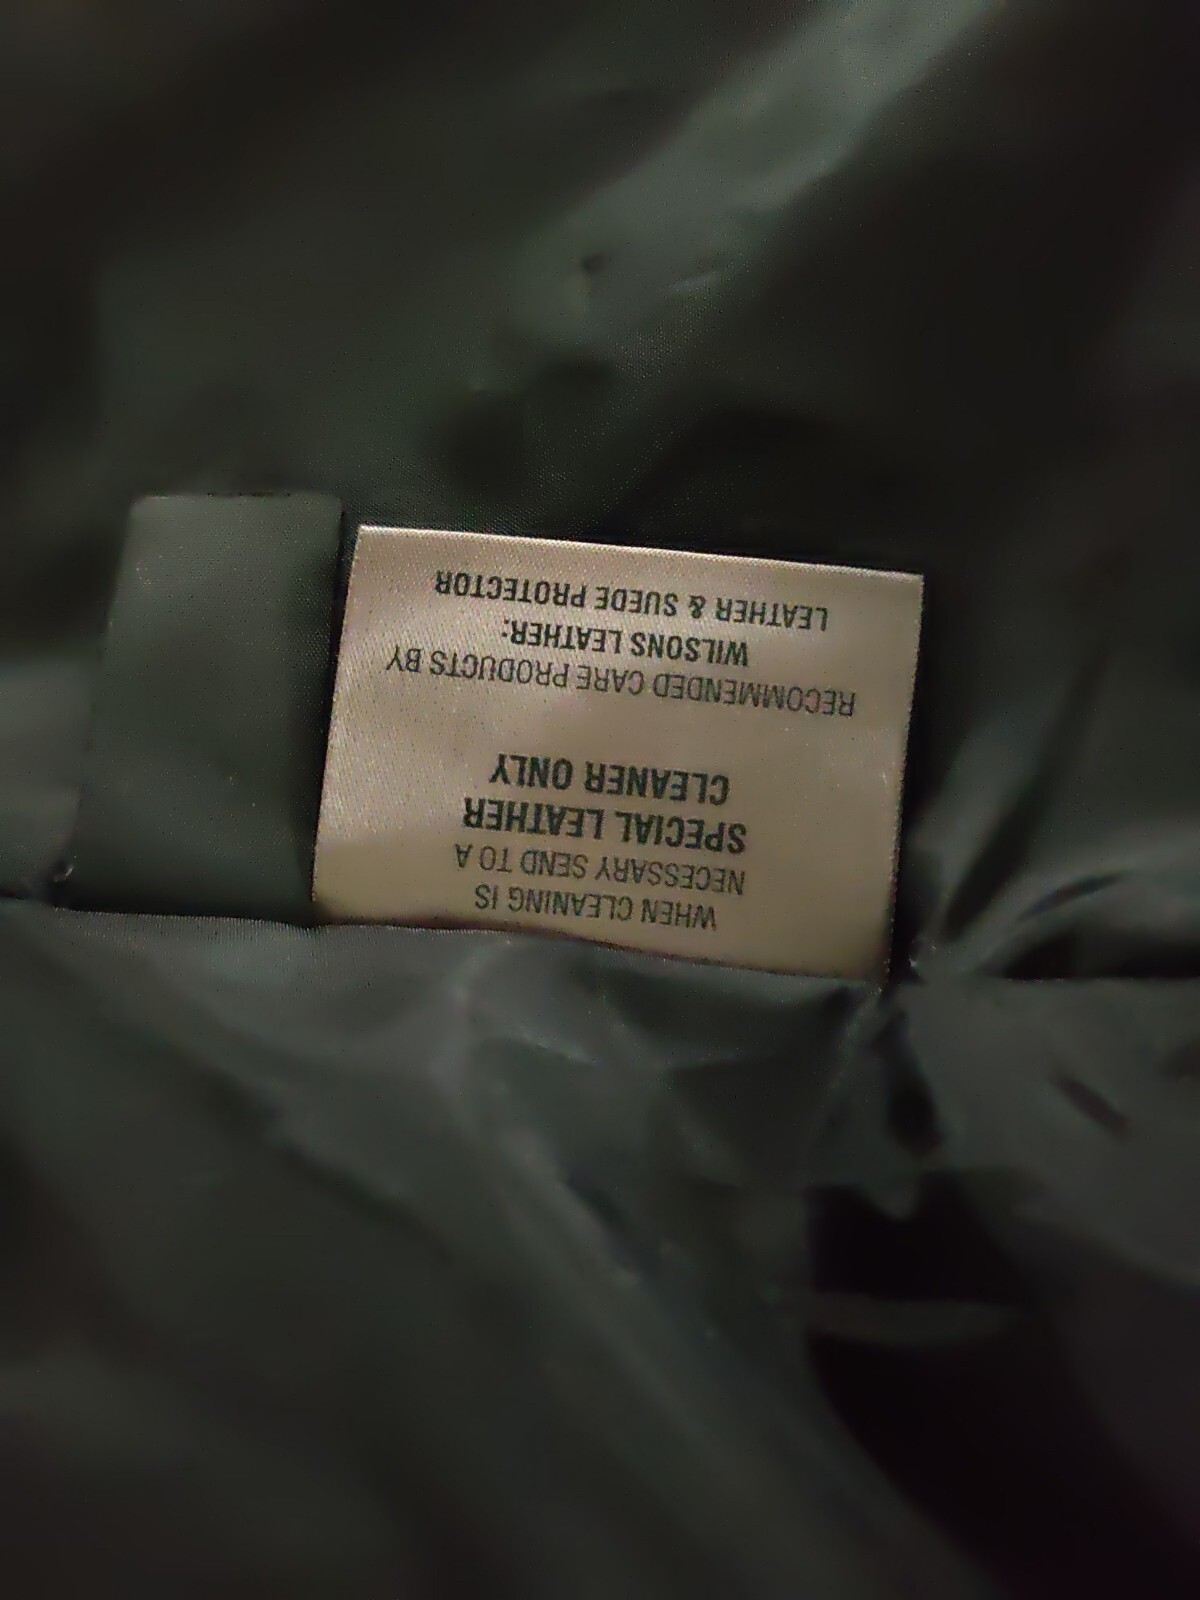 WHEN CLEANING IS
NECESSARY SEND TO A
SPECIAL LEATHER
CLEANER ONLY
RECOMMENDED CARE PRODUCTS BY
WILSONS LEATHER:
LEATHER & SUEDE PROTECTOR